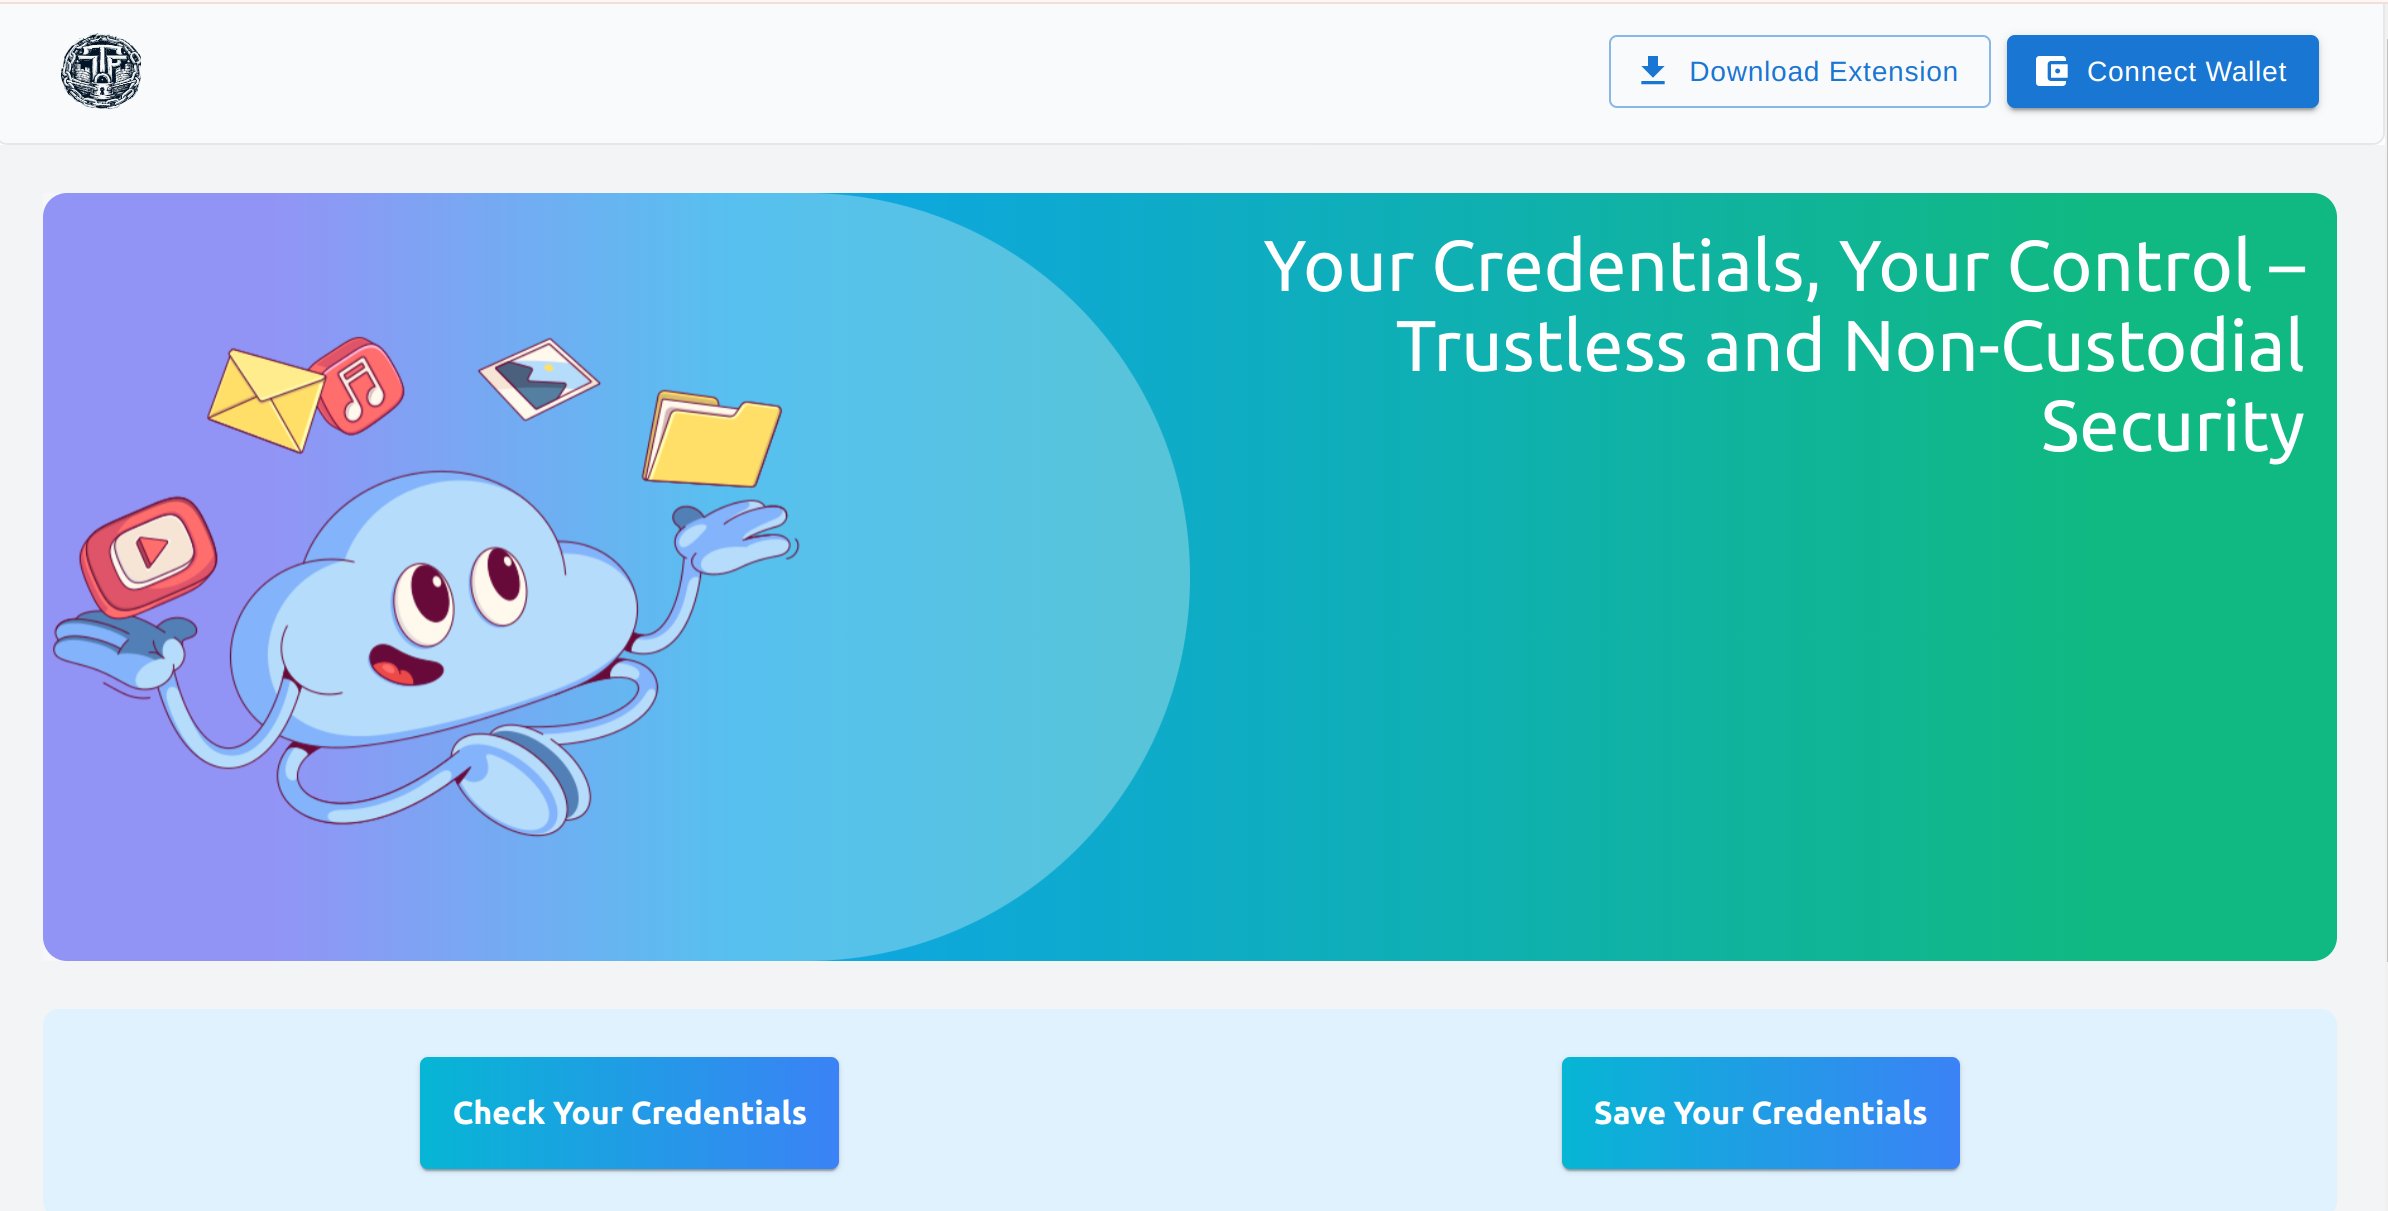 Download Extension
Connect Wallet
Your Credentials, Your Control –
Trustless and Non-Custodial
Security
Check Your Credentials
Save Your Credentials